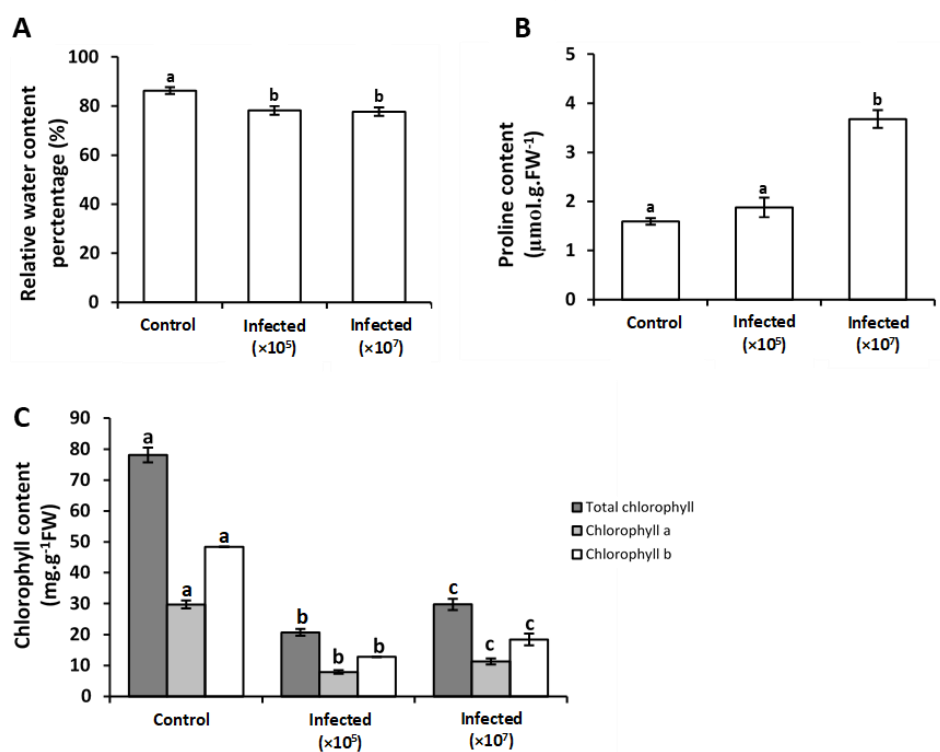 A
Relative water content
perctentage (%)
100
80
60
40
20
0
a
b
b
Control
Infected
(×10⁵)
Infected
(×10⁷)
B
Proline content
(µmol.g.FW⁻¹)
5
4
3
2
1
0
a
a
b
Control
Infected
(×10⁵)
Infected
(×10⁷)
C
Chlorophyll content
(mg.g⁻¹FW)
90
80
70
60
50
40
30
20
10
0
a
a
a
b
b
b
c
c
c
Control
Infected
(×10⁵)
Infected
(×10⁷)
Total chlorophyll
Chlorophyll a
Chlorophyll b